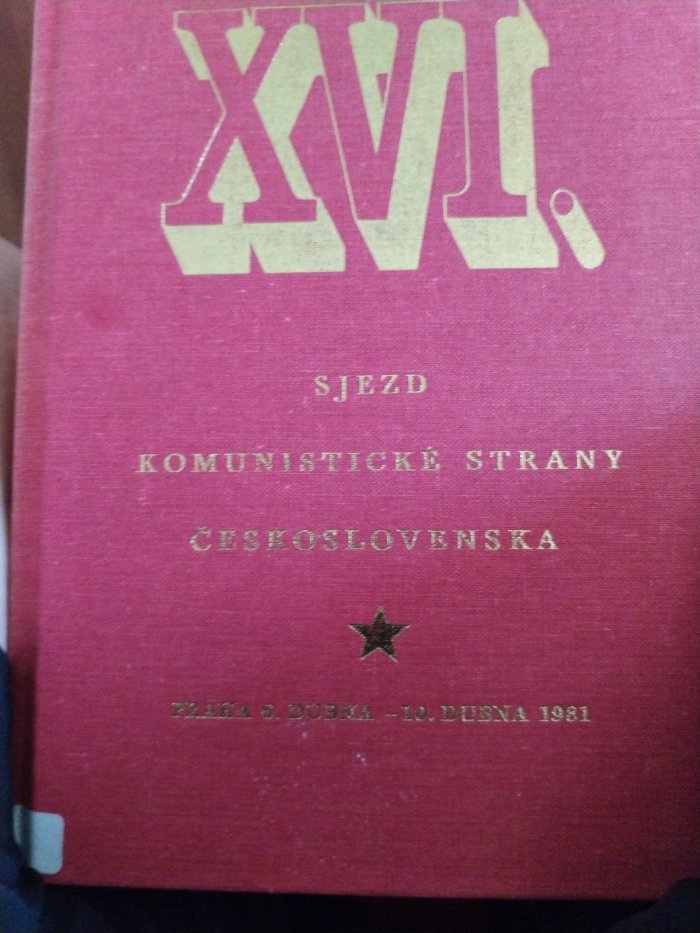 XVI.
SJEZD
KOMUNISTICKÉ STRANY
ČESKOSLOVENSKA
PRAHA 6. DUBNA – 10. DUBNA 1981